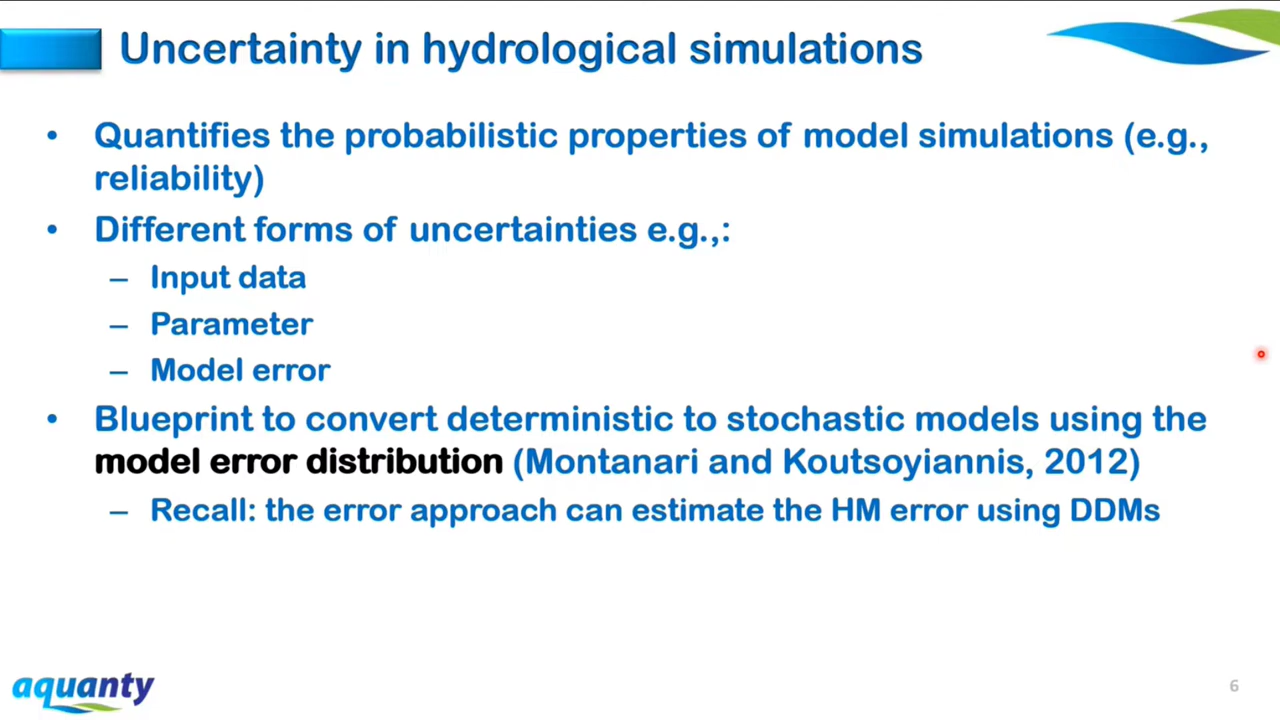 Uncertainty in hydrological simulations
• Quantifies the probabilistic properties of model simulations (e.g.,
reliability)
• Different forms of uncertainties e.g.,:
– Input data
– Parameter
– Model error
• Blueprint to convert deterministic to stochastic models using the
model error distribution (Montanari and Koutsoyiannis, 2012)
– Recall: the error approach can estimate the HM error using DDMs
aquanty
6